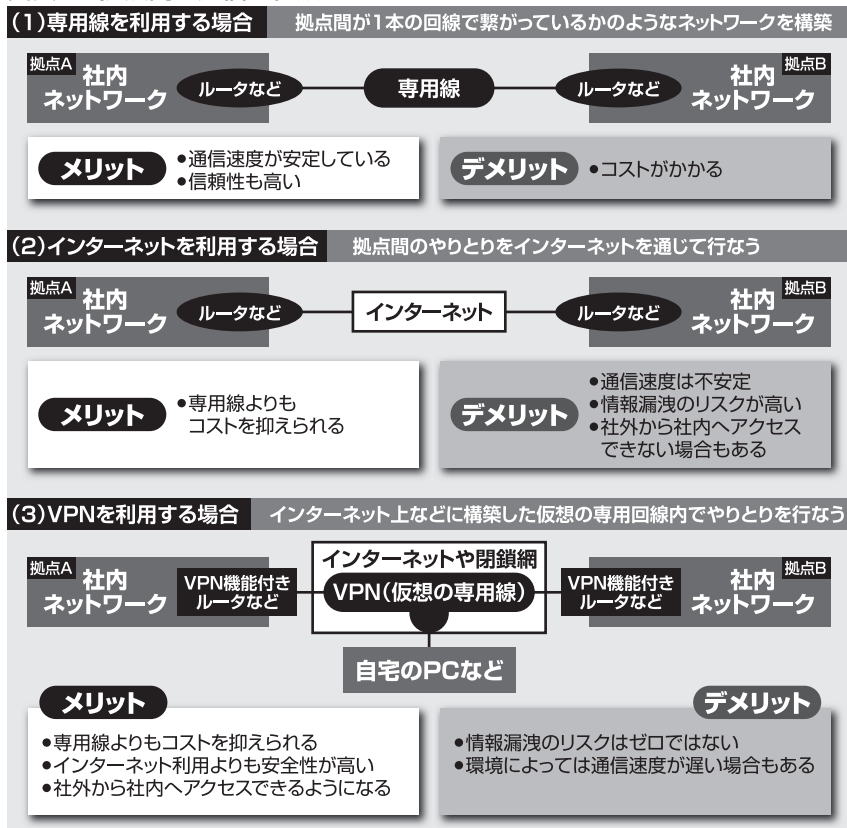 (1)専用線を利用する場合 拠点間が1本の回線で繋がっているかのようなネットワークを構築
拠点A
社内
ネットワーク
ルータなど
専用線
ルータなど
社内
ネットワーク
拠点B
メリット
●通信速度が安定している
●信頼性も高い
デメリット
●コストがかかる
(2)インターネットを利用する場合 拠点間のやりとりをインターネットを通じて行なう
拠点A
社内
ネットワーク
ルータなど
インターネット
ルータなど
社内
ネットワーク
拠点B
メリット
●専用線よりも
コストを抑えられる
デメリット
●通信速度は不安定
●情報漏洩のリスクが高い
●社外から社内へアクセス
できない場合もある
(3)VPNを利用する場合 インターネット上などに構築した仮想の専用回線内でやりとりを行なう
拠点A
社内
ネットワーク
VPN機能付き
ルータなど
インターネットや閉鎖網
VPN(仮想の専用線)
VPN機能付き
ルータなど
社内
ネットワーク
拠点B
自宅のPCなど
メリット
●専用線よりもコストを抑えられる
●インターネット利用よりも安全性が高い
●社外から社内へアクセスできるようになる
デメリット
●情報漏洩のリスクはゼロではない
●環境によっては通信速度が遅い場合もある